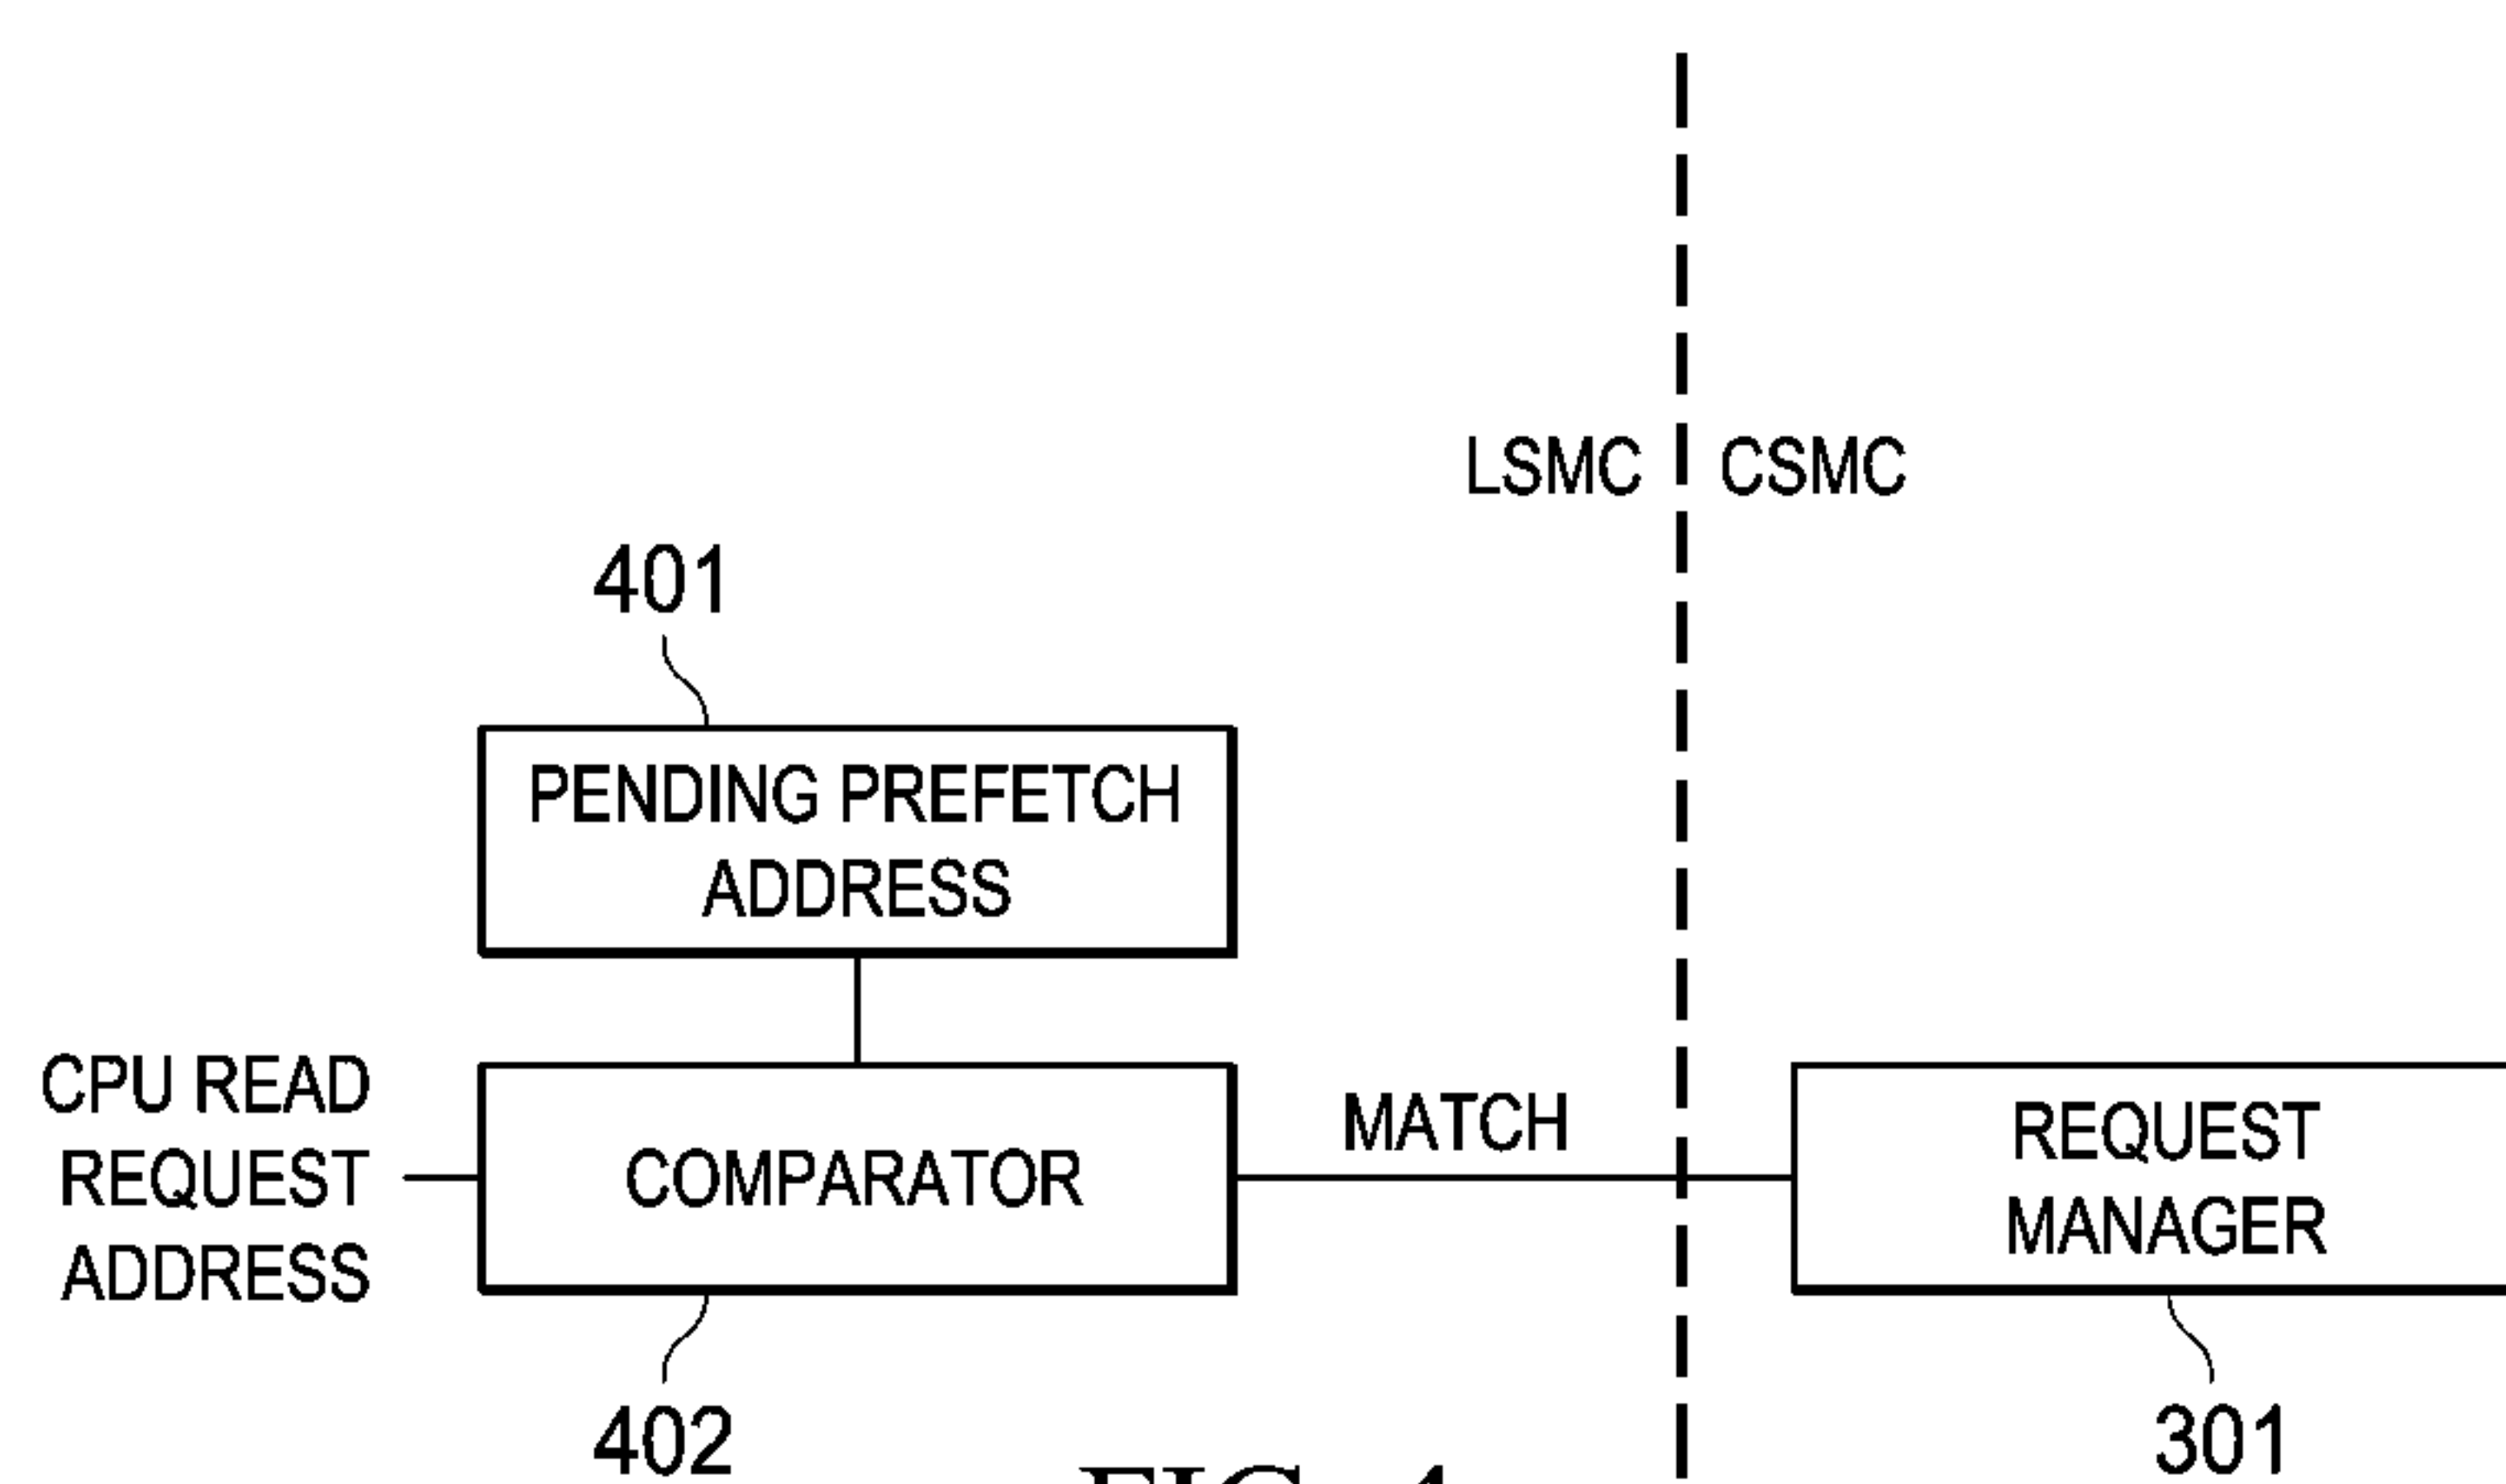 LSMC CSMC
401
PENDING PREFETCH
ADDRESS
CPU READ
REQUEST
ADDRESS
COMPARATOR
MATCH
REQUEST
MANAGER
402
301